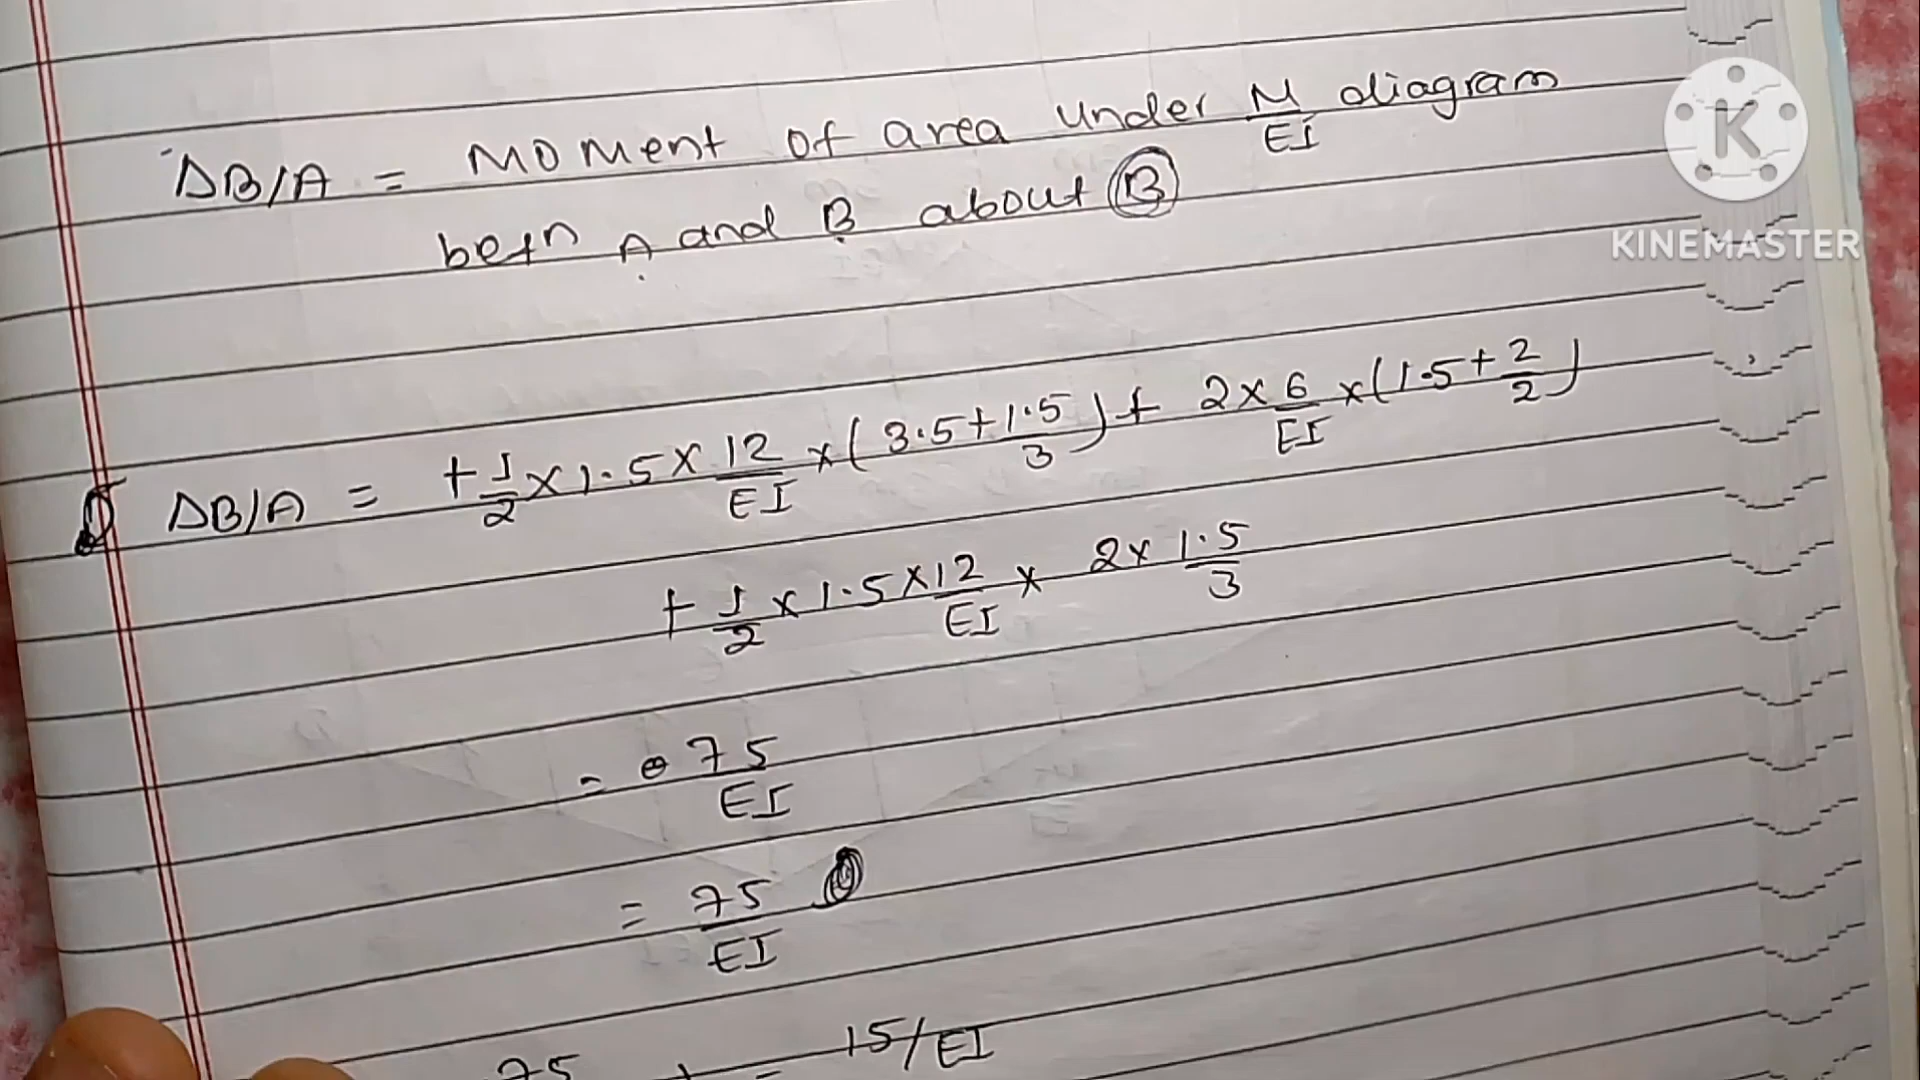 ΔB/A = Moment of area under M/EI diagram
betn A and B about B
K
KINEMASTER
ΔB/A = +1/2 × 1.5 × 12/EI × (3.5 + 1.5/3) + 2 × 6/EI × (1.5 + 2/2)
+ 1/2 × 1.5 × 12/EI × 2 × 1.5/3
= 75/EI
= 75/EI
75 = 15/EI